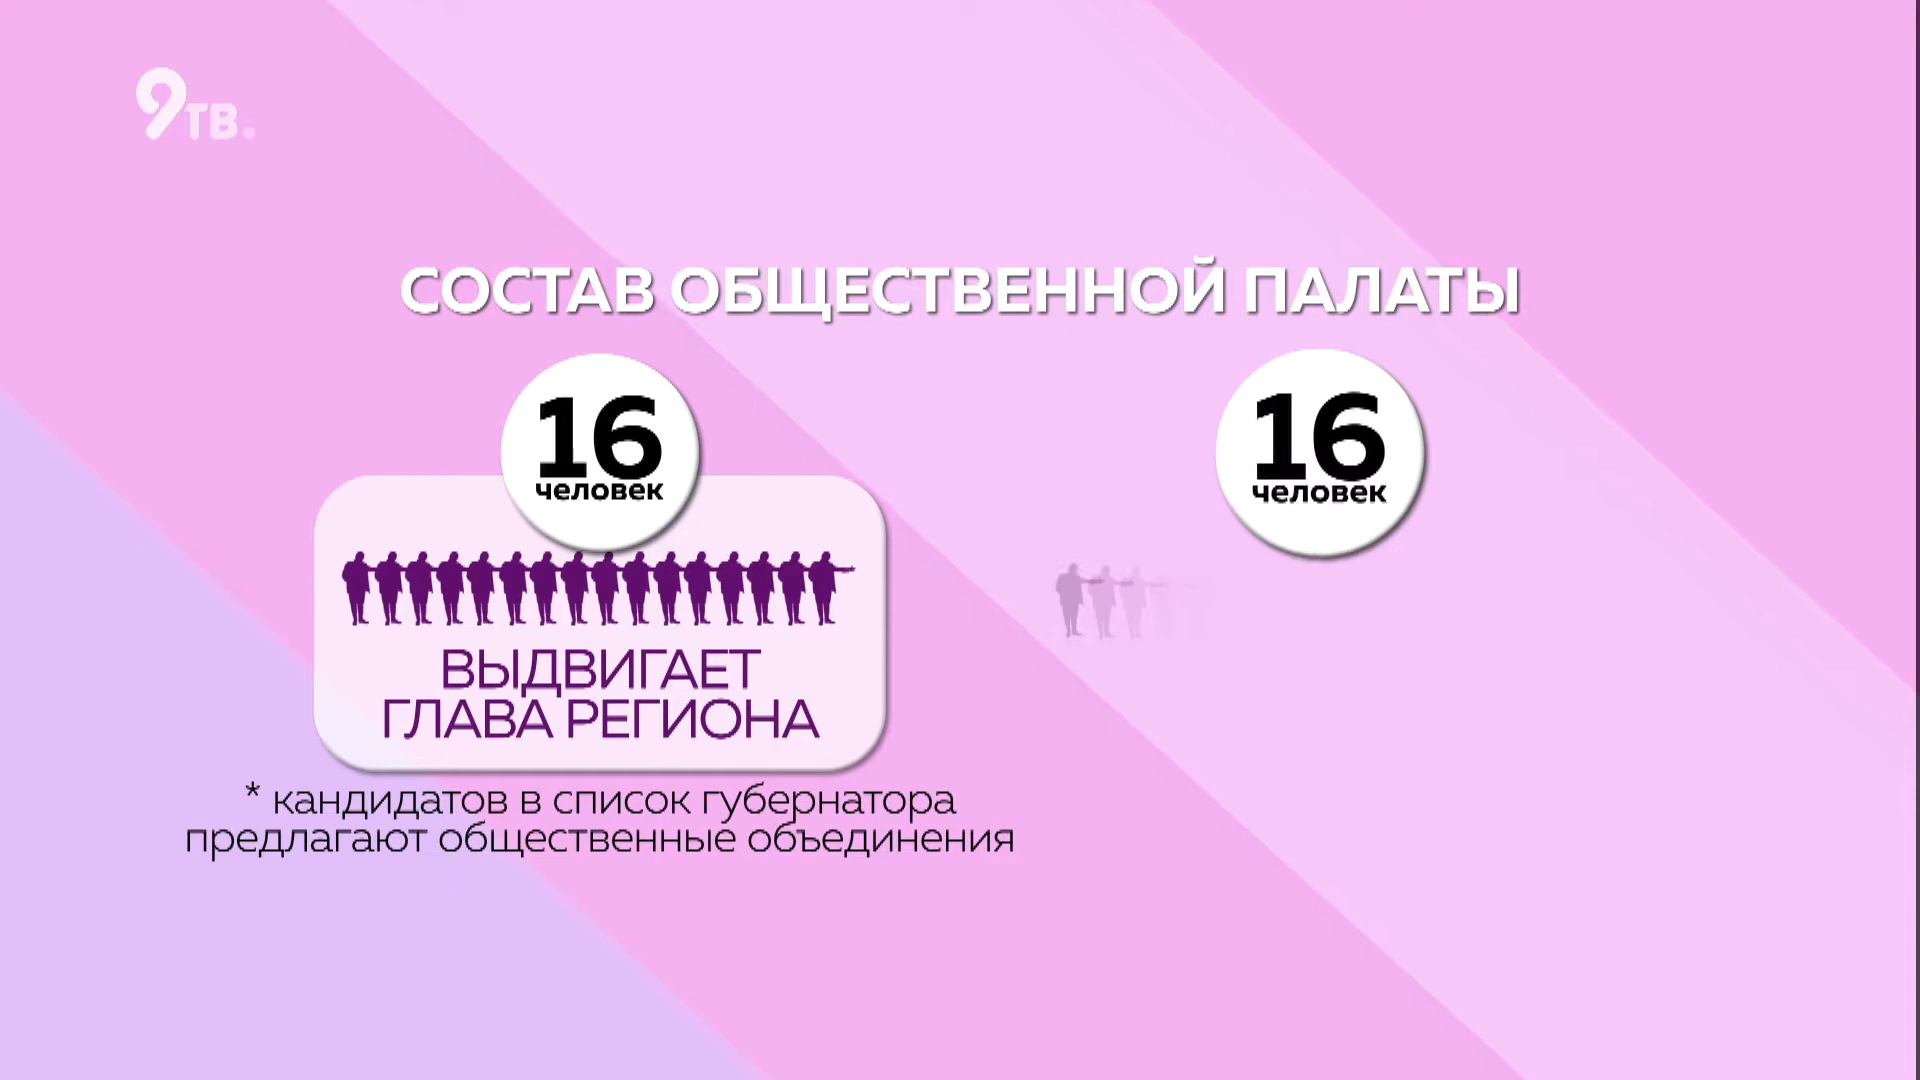 9ТВ.
СОСТАВ ОБЩЕСТВЕННОЙ ПАЛАТЫ
16
человек
ВЫДВИГАЕТ
ГЛАВА РЕГИОНА
* кандидатов в список губернатора
предлагают общественные объединения
16
человек